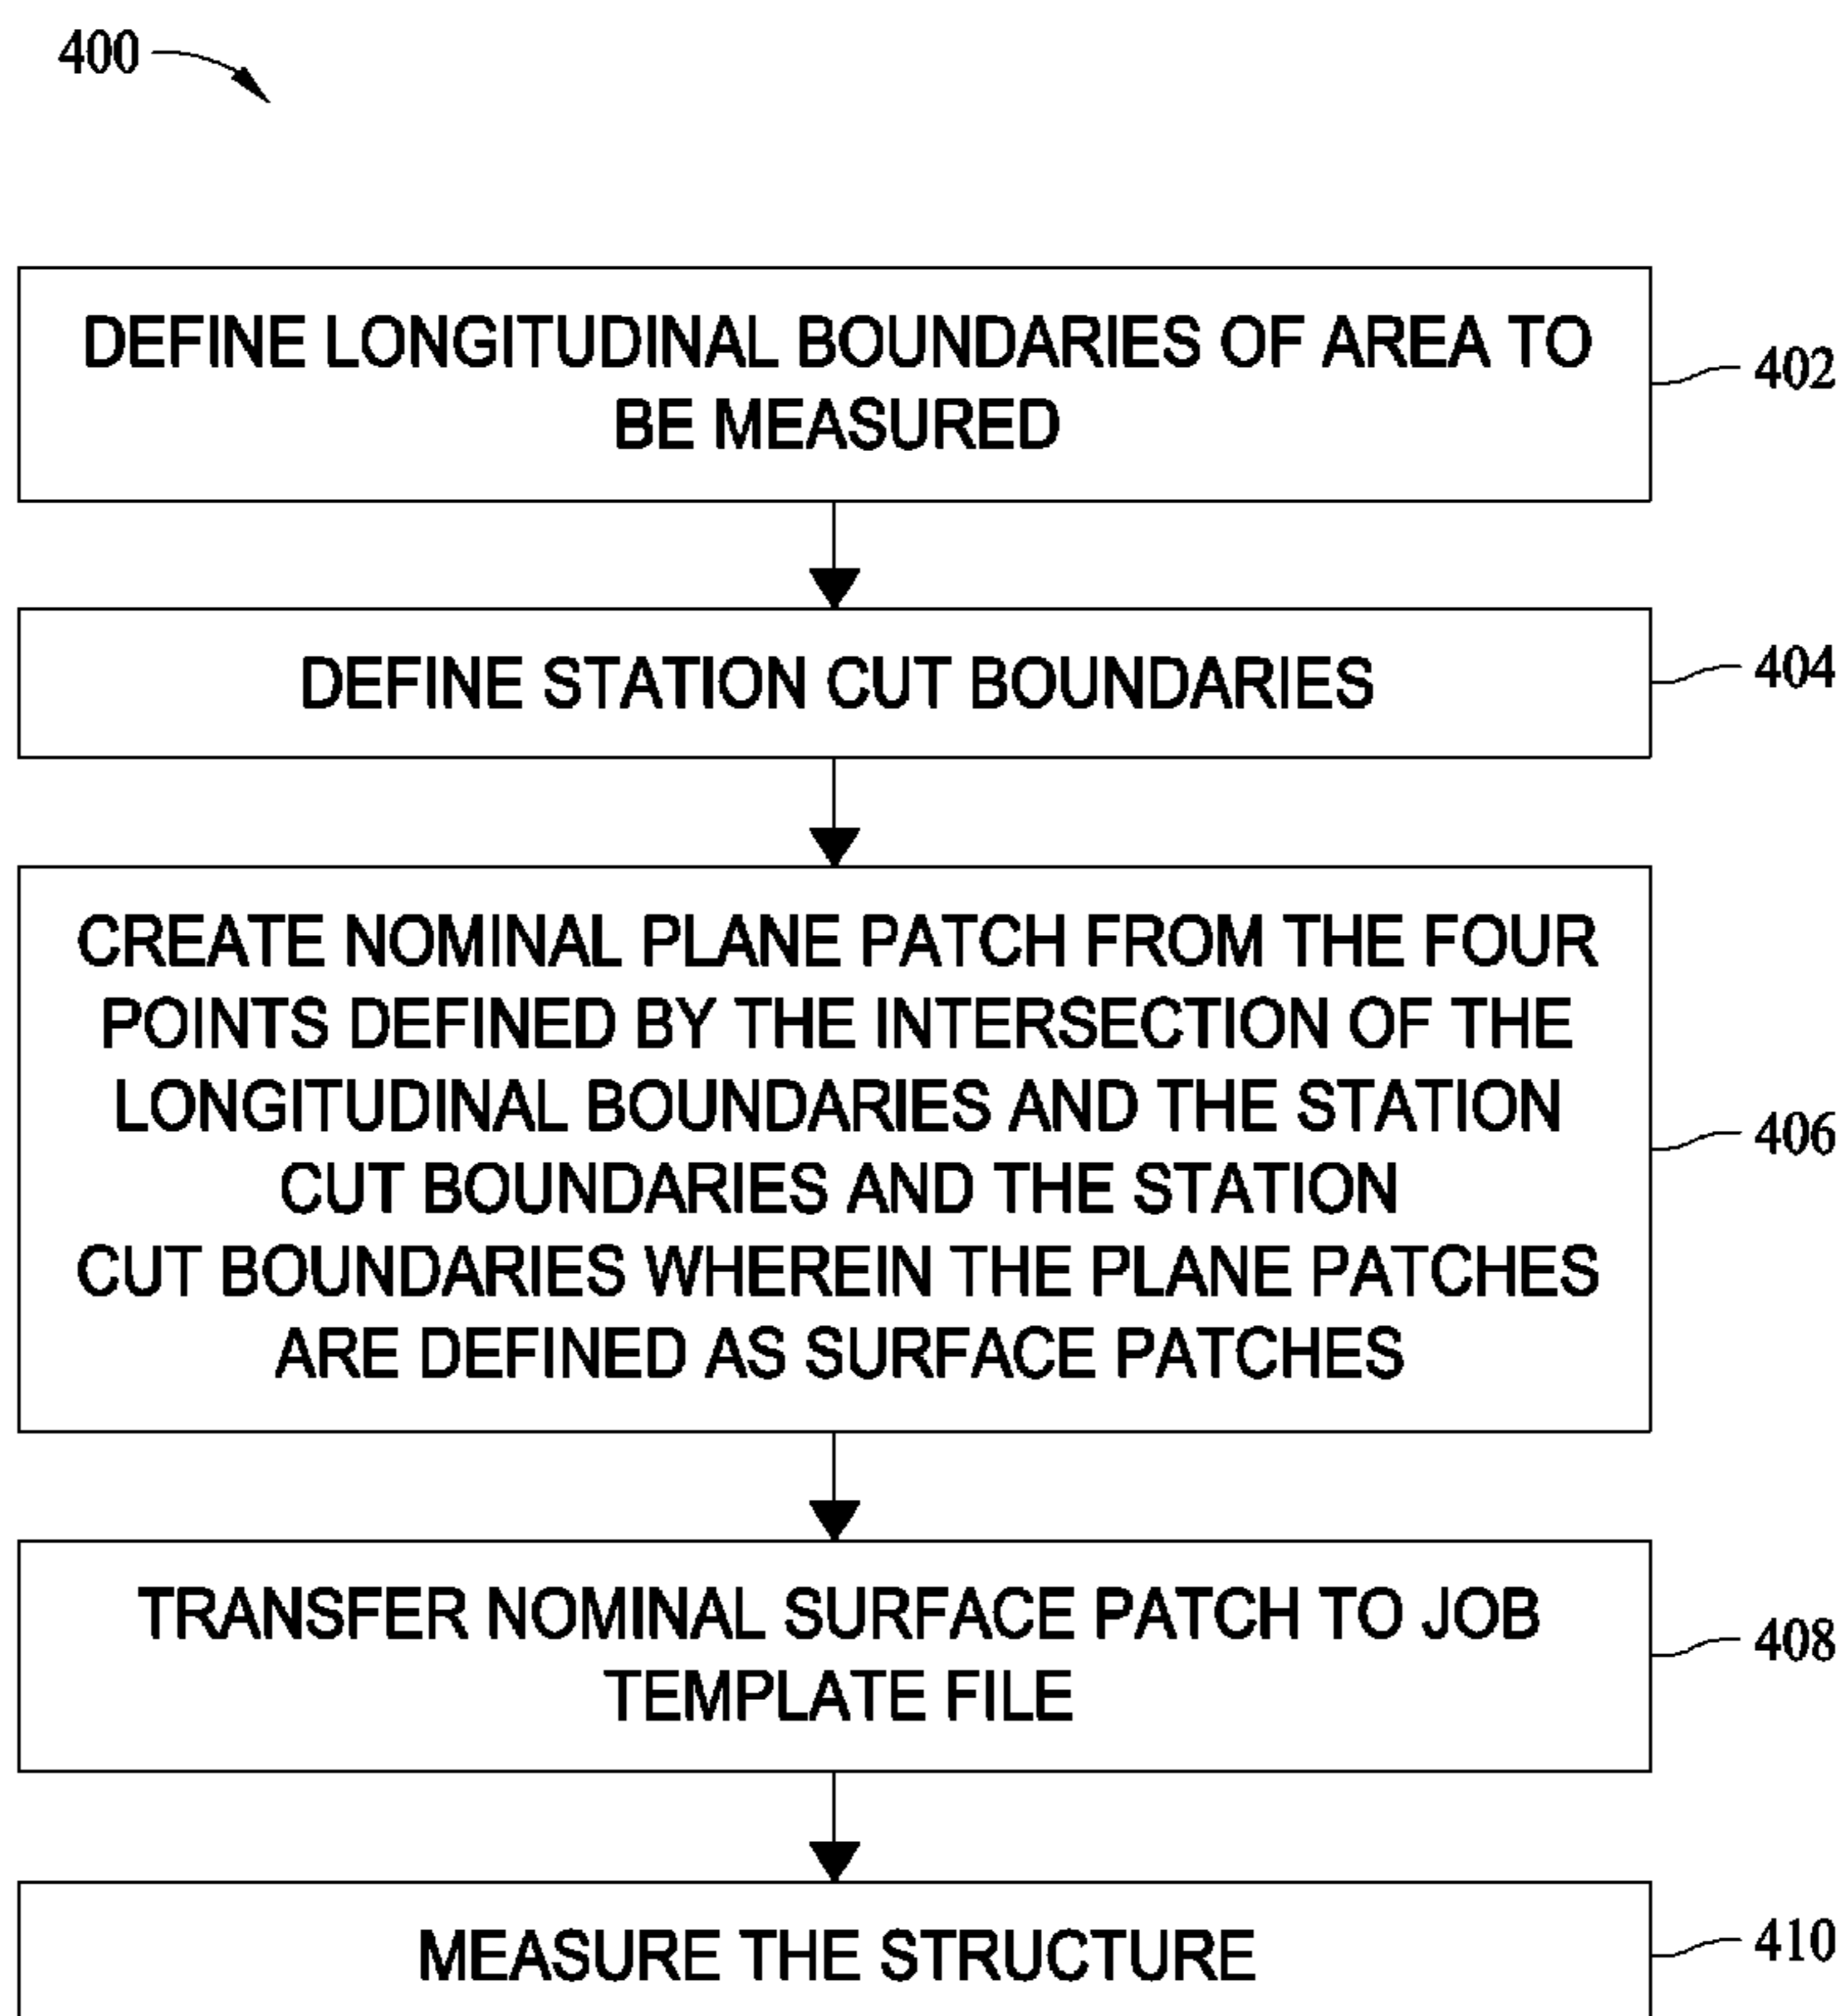 400
DEFINE LONGITUDINAL BOUNDARIES OF AREA TO
BE MEASURED
402
DEFINE STATION CUT BOUNDARIES
404
CREATE NOMINAL PLANE PATCH FROM THE FOUR
POINTS DEFINED BY THE INTERSECTION OF THE
LONGITUDINAL BOUNDARIES AND THE STATION
CUT BOUNDARIES AND THE STATION
CUT BOUNDARIES WHEREIN THE PLANE PATCHES
ARE DEFINED AS SURFACE PATCHES
406
TRANSFER NOMINAL SURFACE PATCH TO JOB
TEMPLATE FILE
408
MEASURE THE STRUCTURE
410